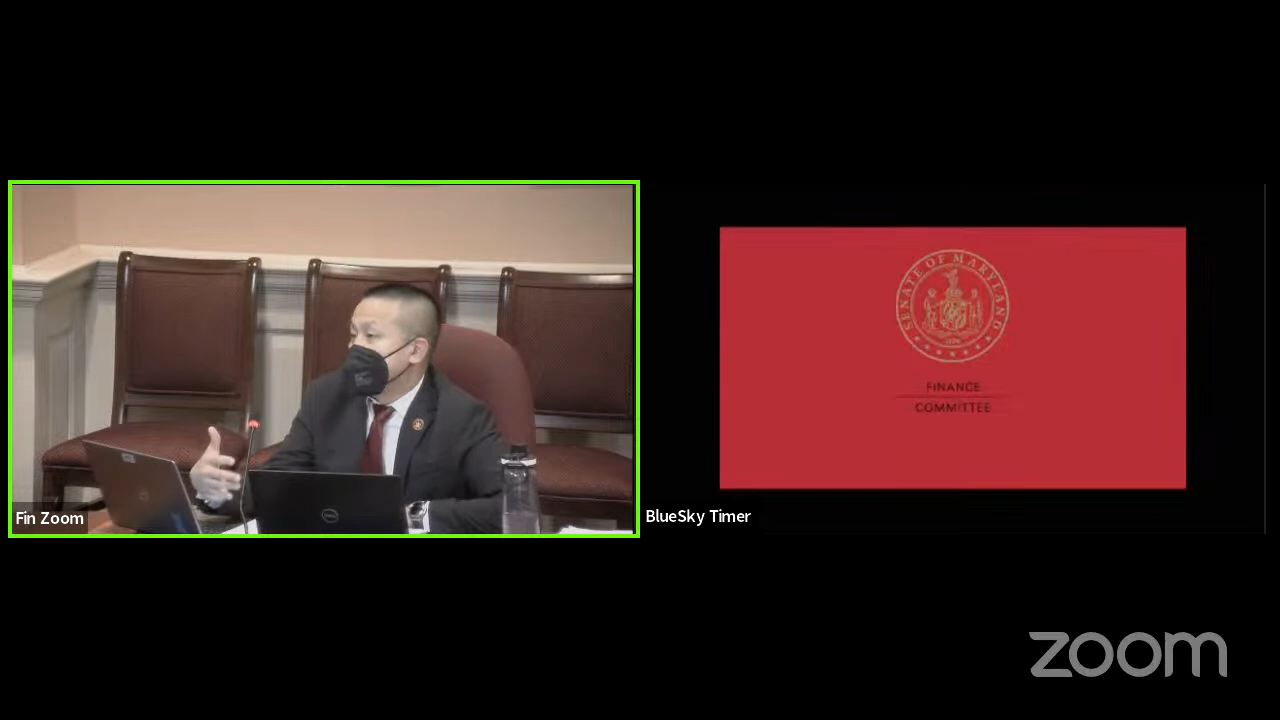 SENATE OF MARYLAND
FINANCE
COMMITTEE
Fin Zoom
BlueSky Timer
zoom